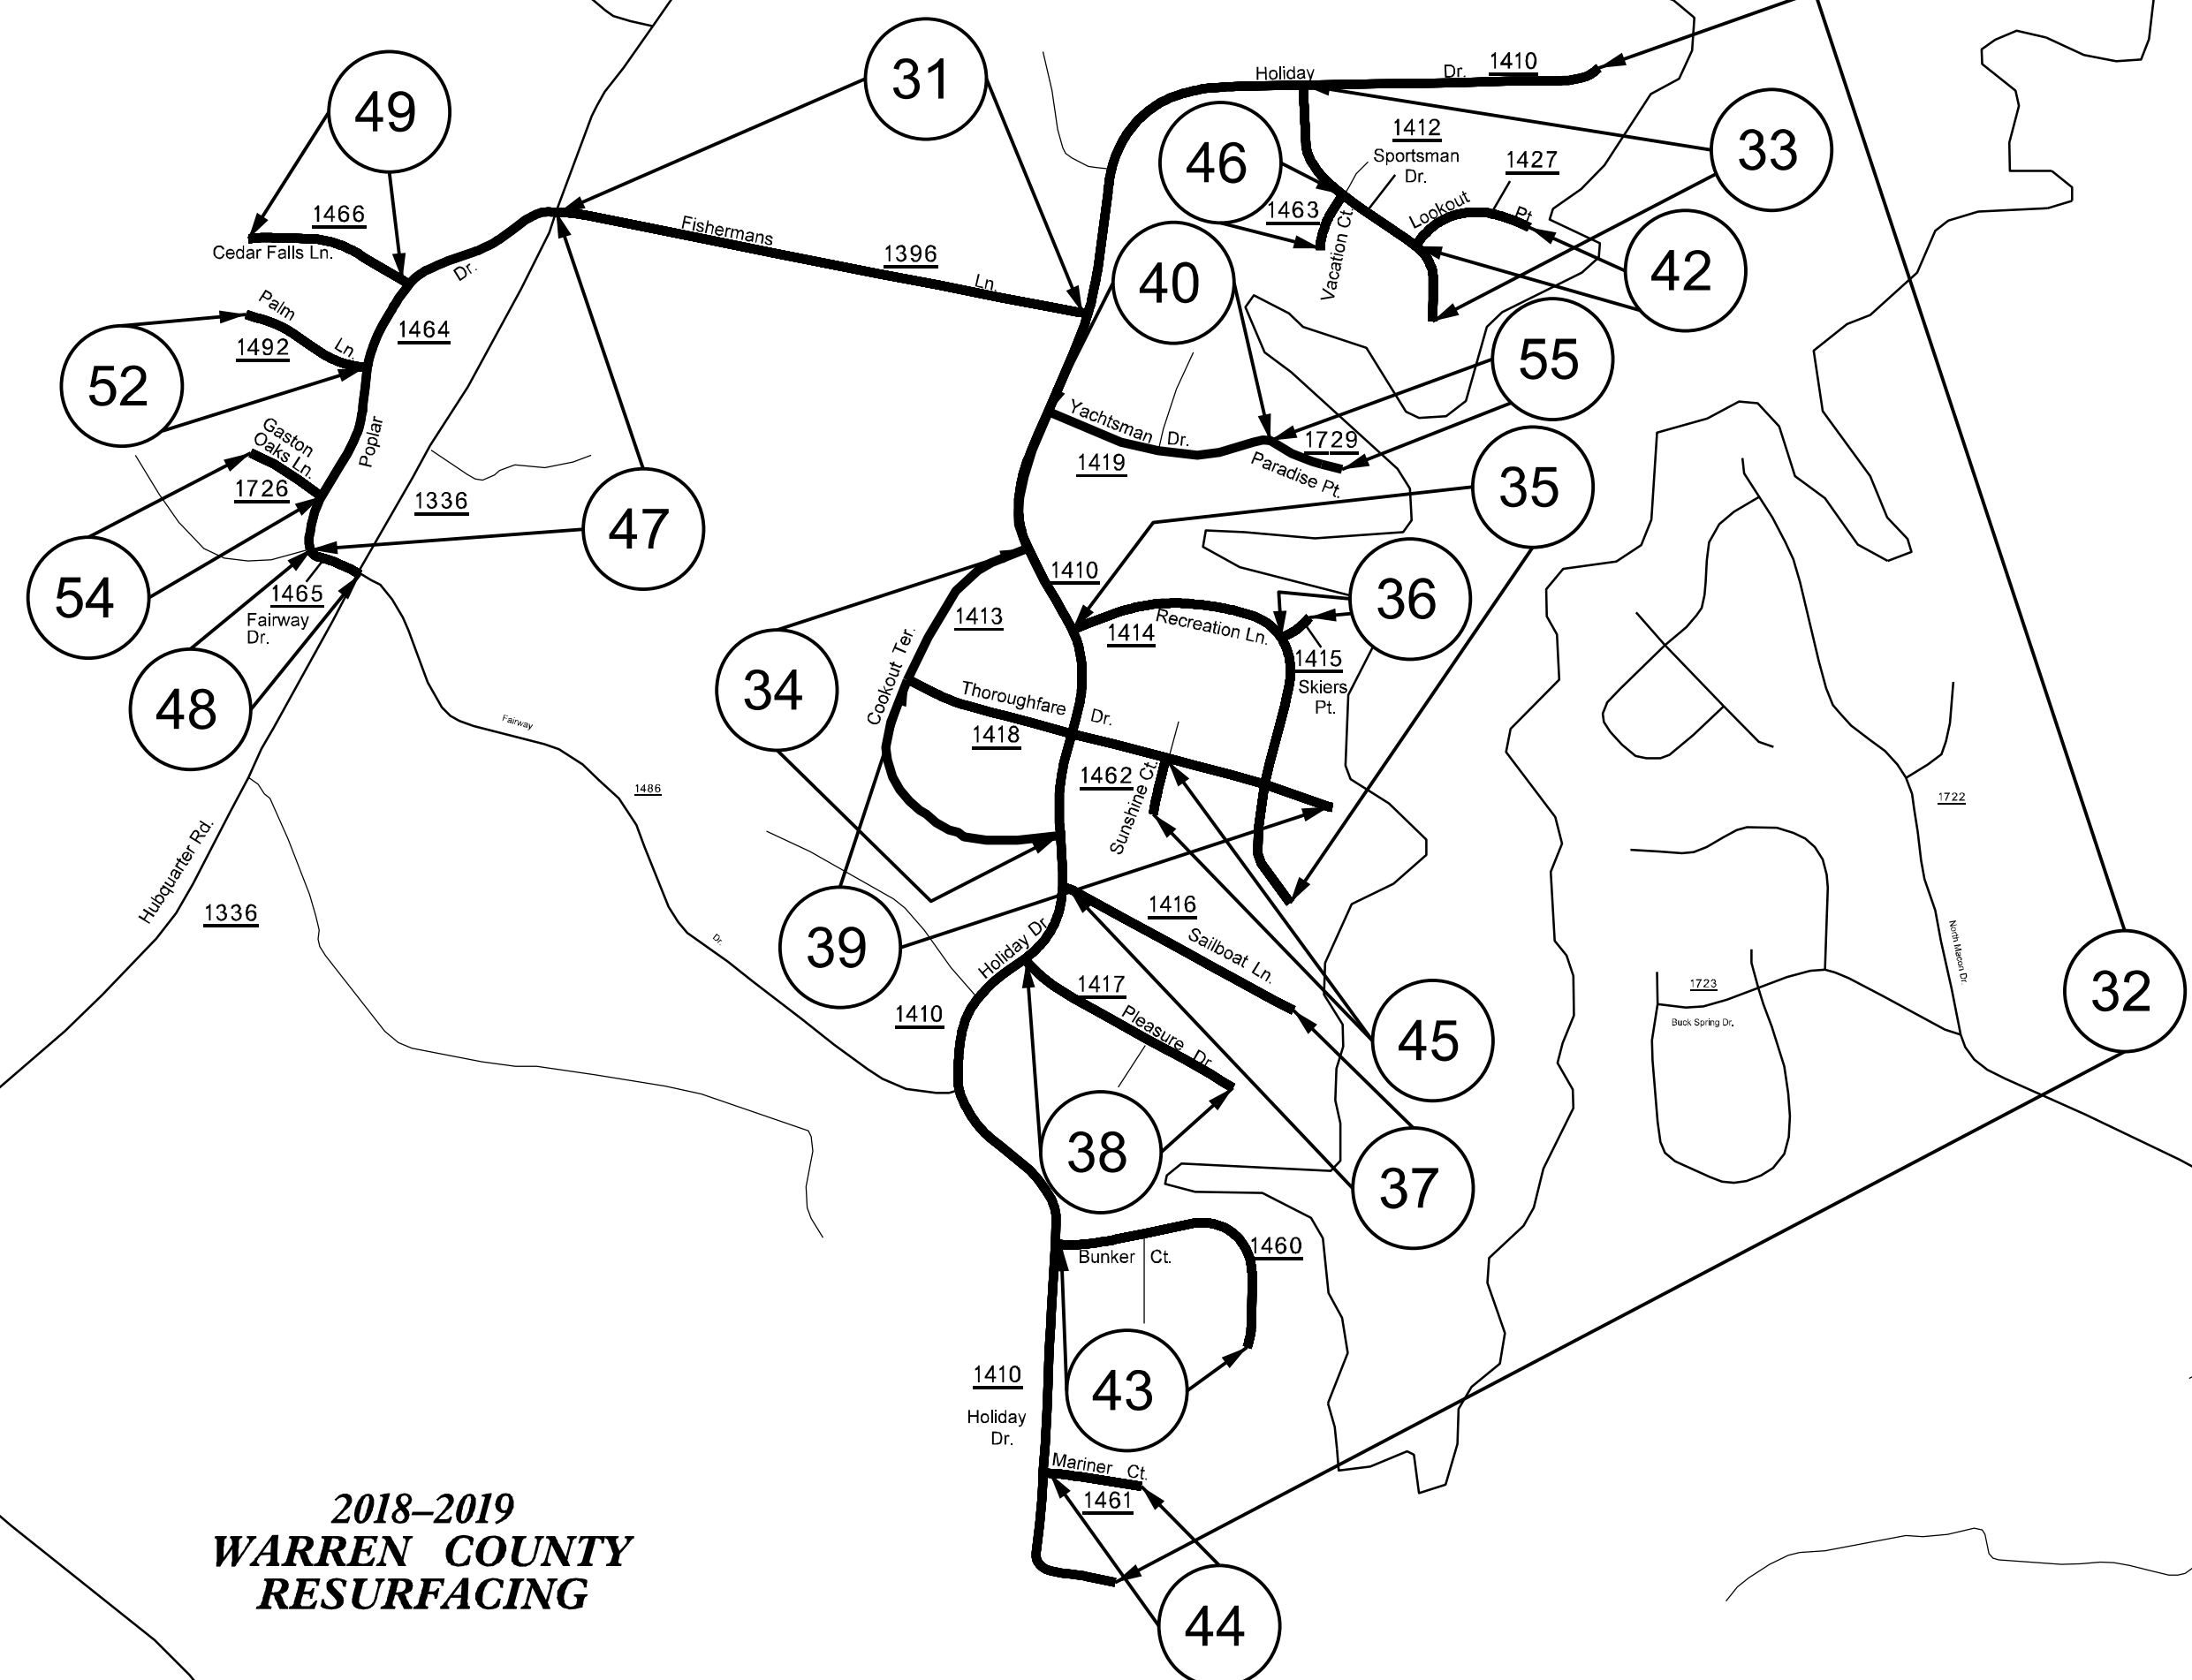 Holiday Dr. 1410
31
49
33
46
1412
Sportsman
Dr.
1427
1466
Cedar Falls Ln.
Fishermans Ln.
1396
1463
Vacation Ct.
Lookout Pt.
42
40
Dr.
Palm Ln.
1492
1464
52
55
Poplar
Gaston
Oaks Ln.
1726
Yachtsman Dr.
1419
1729
Paradise Pt.
35
1336
47
54
1465
Fairway
Dr.
48
1410
36
1413
Recreation Ln.
1414
1415
Skiers
Pt.
34
Cookout Ter.
Thoroughfare Dr.
1418
Fairway
1486
Dr.
1462
Sunshine Ct.
1722
Hubquarter Rd.
1336
39
1416
Sailboat Ln.
Holiday Dr.
1417
1410
Pleasure Dr.
North Macon Dr.
1723
Buck Spring Dr.
32
45
38
37
1460
Bunker Ct.
1410
Holiday
Dr.
43
Mariner Ct.
1461
44
2018–2019
WARREN COUNTY
RESURFACING